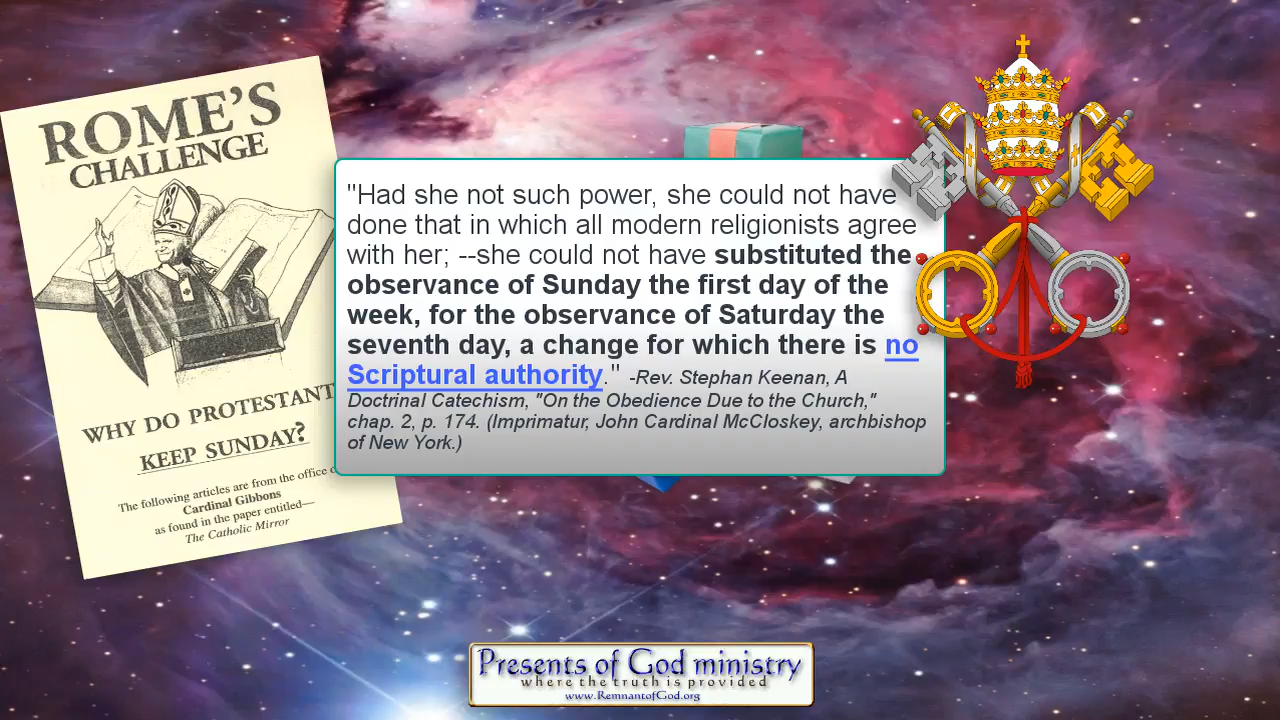 ROME'S
CHALLENGE
WHY DO PROTESTANT
KEEP SUNDAY?
The following articles are from the office
Cardinal Gibbons
as found in the paper entitled—
The Catholic Mirror
"Had she not such power, she could not have
done that in which all modern religionists agree
with her; --she could not have substituted the
observance of Sunday the first day of the
week, for the observance of Saturday the
seventh day, a change for which there is no
Scriptural authority." -Rev. Stephan Keenan, A
Doctrinal Catechism, "On the Obedience Due to the Church,"
chap. 2, p. 174. (Imprimatur, John Cardinal McCloskey, archbishop
of New York.)
Presents of God ministry
where the truth is provided
www.RemnantofGod.org